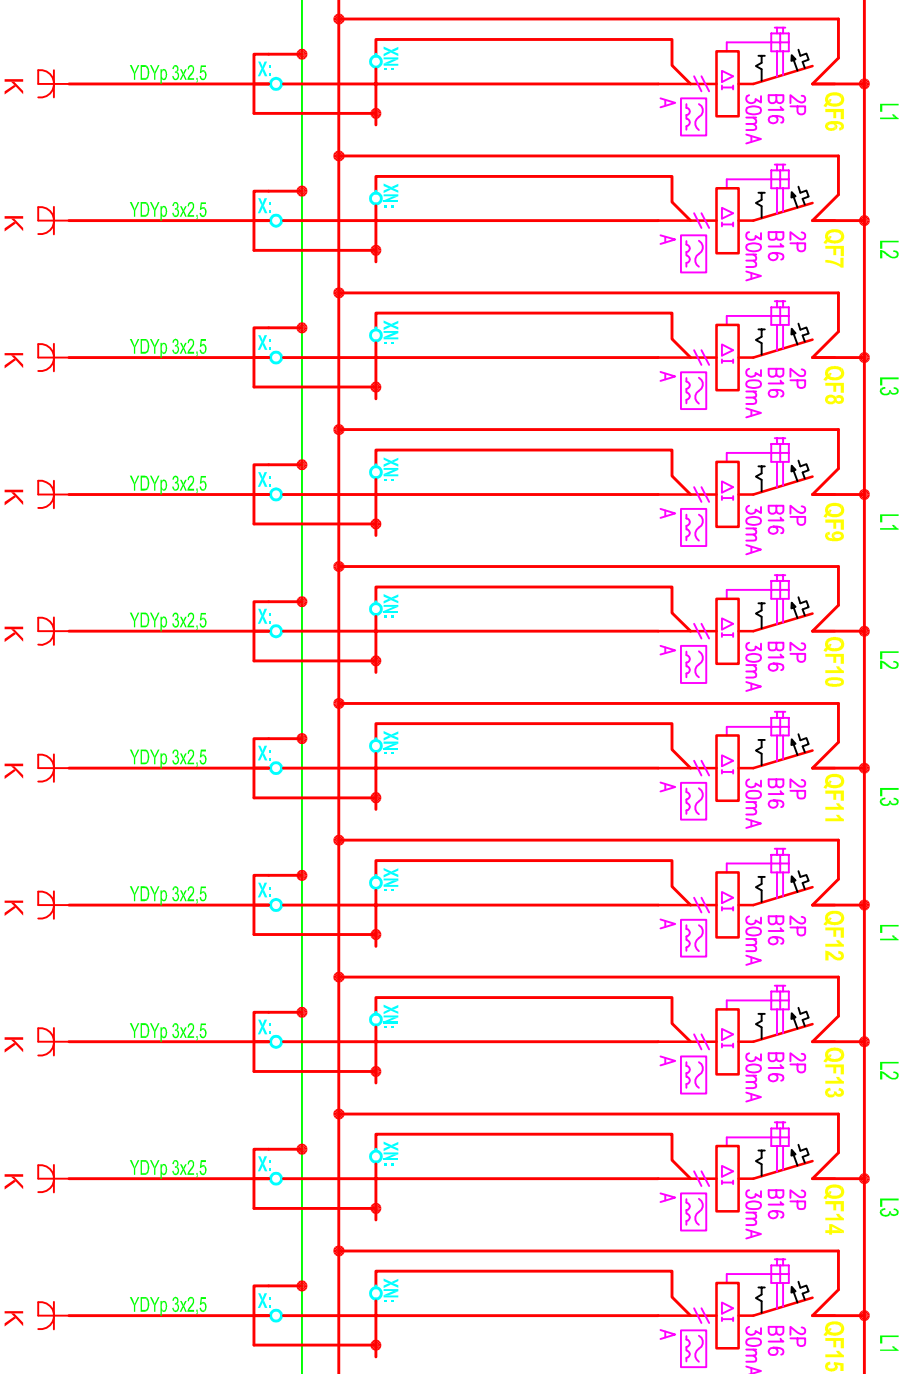 L1
QF6
2P
B16
30mA
ΔI
A
XN:
X:
YDYp 3x2,5
K
L2
QF7
2P
B16
30mA
ΔI
A
XN:
X:
YDYp 3x2,5
K
L3
QF8
2P
B16
30mA
ΔI
A
XN:
X:
YDYp 3x2,5
K
L1
QF9
2P
B16
30mA
ΔI
A
XN:
X:
YDYp 3x2,5
K
L2
QF10
2P
B16
30mA
ΔI
A
XN:
X:
YDYp 3x2,5
K
L3
QF11
2P
B16
30mA
ΔI
A
XN:
X:
YDYp 3x2,5
K
L1
QF12
2P
B16
30mA
ΔI
A
XN:
X:
YDYp 3x2,5
K
L2
QF13
2P
B16
30mA
ΔI
A
XN:
X:
YDYp 3x2,5
K
L3
QF14
2P
B16
30mA
ΔI
A
XN:
X:
YDYp 3x2,5
K
L1
QF15
2P
B16
30mA
ΔI
A
XN:
X:
YDYp 3x2,5
K